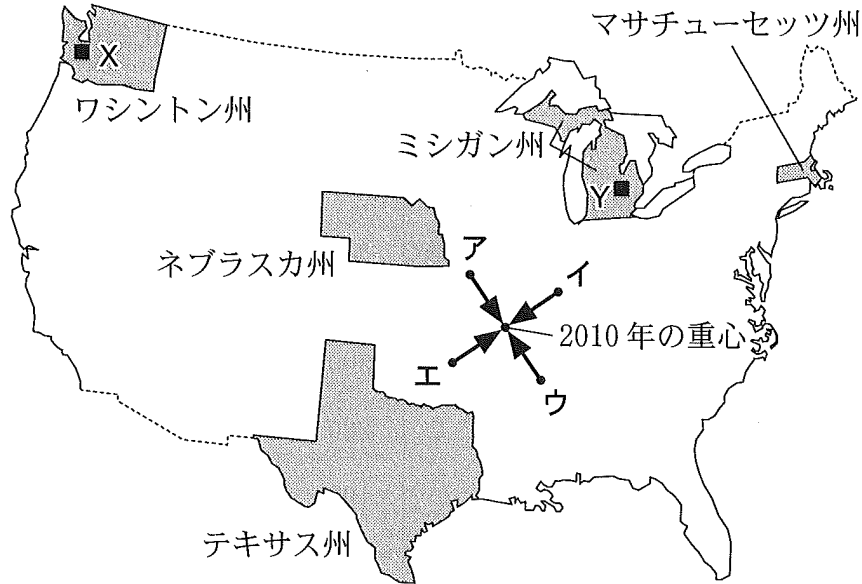 マサチューセッツ州
X
ワシントン州
ミシガン州
Y
ネブラスカ州
ア
イ
2010年の重心
エ
ウ
テキサス州